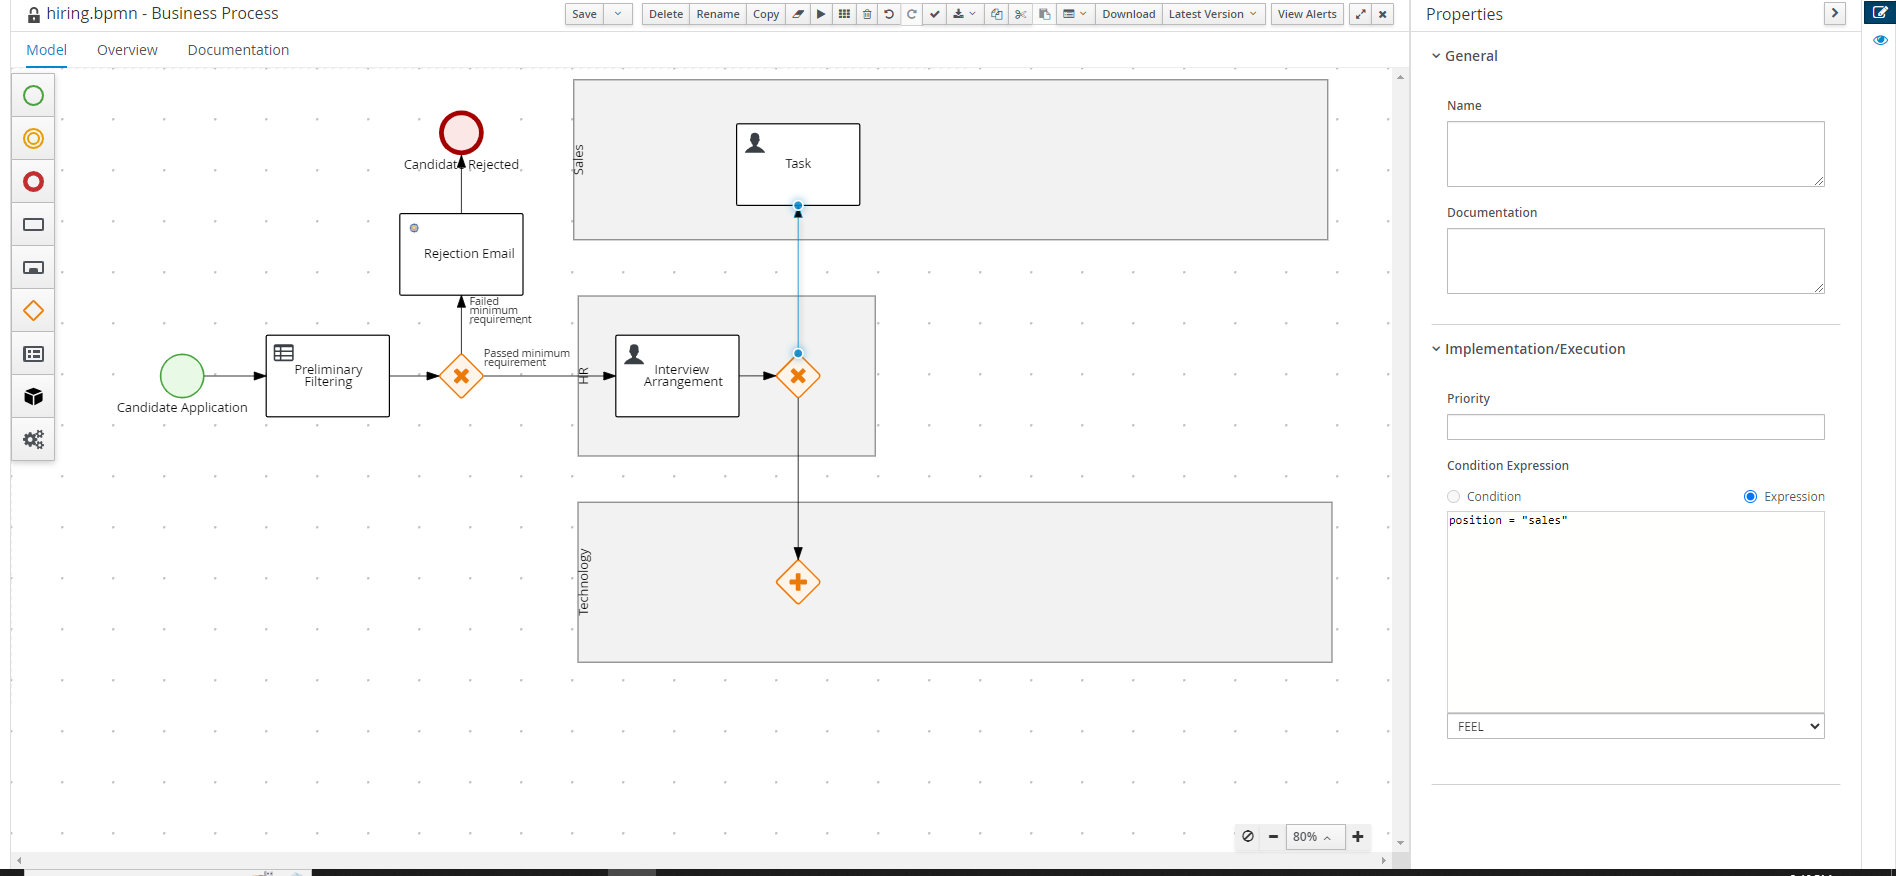 hiring.bpmn - Business Process
Save
Delete
Rename
Copy
Download
Latest Version
View Alerts
Properties
Model
Overview
Documentation
General
Name
Documentation
Implementation/Execution
Priority
Condition Expression
Condition
Expression
position = "sales"
FEEL
Sales
Task
Candidate Rejected
Rejection Email
Failed
minimum
requirement
Passed minimum
requirement
HR
Preliminary
Filtering
Interview
Arrangement
Candidate Application
Technology
80%